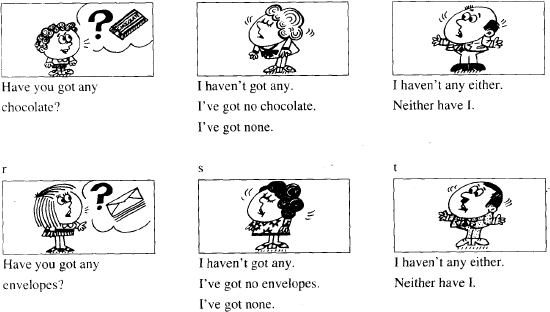 Have you got any
chocolate?
I haven't got any.
I've got no chocolate.
I've got none.
I haven't any either.
Neither have I.
r
s
t
?
Have you got any
envelopes?
I haven't got any.
I've got no envelopes.
I've got none.
I haven't any either.
Neither have I.